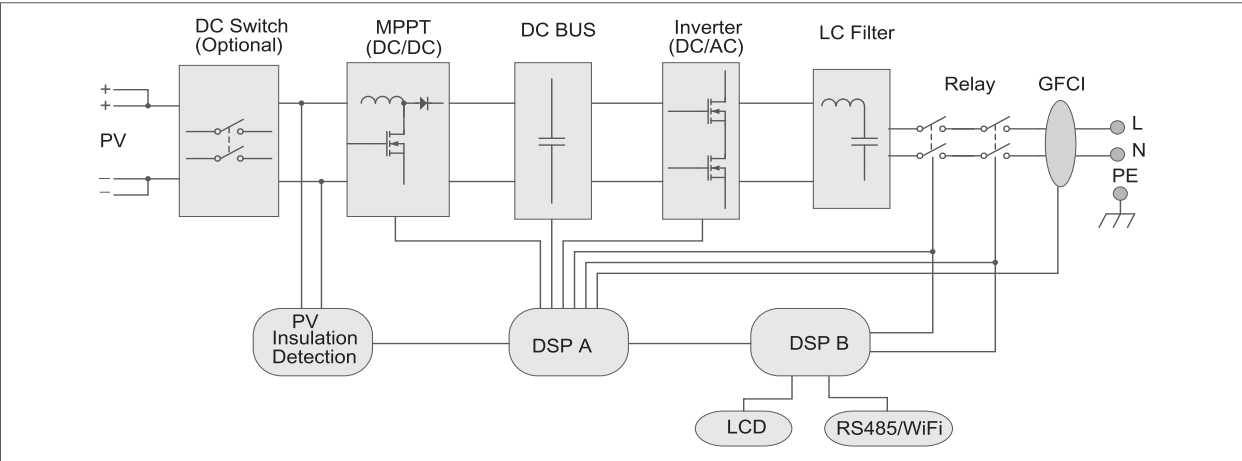 DC Switch
(Optional)
MPPT
(DC/DC)
DC BUS
Inverter
(DC/AC)
LC Filter
Relay
GFCI
+
+
PV
—
—
L
N
PE
PV
Insulation
Detection
DSP A
DSP B
LCD
RS485/WiFi